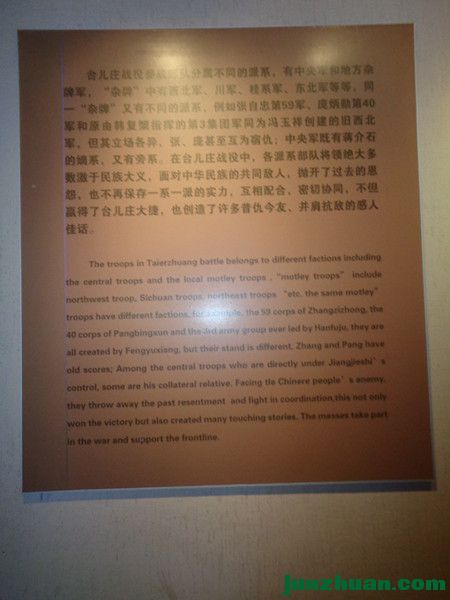 台儿庄战役参战部队分属不同的派系，有中央军和地方杂
牌军，“杂牌”中有西北军、川军、桂系军、东北军等等。同
一“杂牌”又有不同的派系，例如张自忠第59军、庞炳勋第40
军和原由韩复榘指挥的第3集团军同为冯玉祥创建的旧西北
军，但其立场各异、张、庞甚至互为宿仇；中央军既有蒋介石
的嫡系，又有旁系。在台儿庄战役中，各派系部队将领绝大多
数激于民族大义，面对中华民族的共同敌人，抛开了过去的恩
怨，也不再保存一系一派的实力，互相配合、密切协同，不但
赢得了台儿庄大捷，也创造了许多昔仇今友、并肩抗敌的感人
佳话。
The troops in Taierzhuang battle belongs to different factions including
the central troops and the local motley troops , “motley troops” include
northwest troop, Sichuan troops, northeast troops “etc. the same motley”
troops have different factions, for example, the 59 corps of Zhangzizhong, the
40 corps of Pangbingxun and the 3rd army group ever led by Hanfuju, they are
all created by Fengyuxiang, but their stand is different, Zhang and Pang have
old scores; Among the central troops who are directly under Jiangjieshi’s
control, some are his collateral relative. Facing the Chinere people’s enemy,
they throw away the past resentment and light in coordination,this not only
won the victory but also created many touching stories. The masses take part
in the war and support the frontline.
junzhuan.com